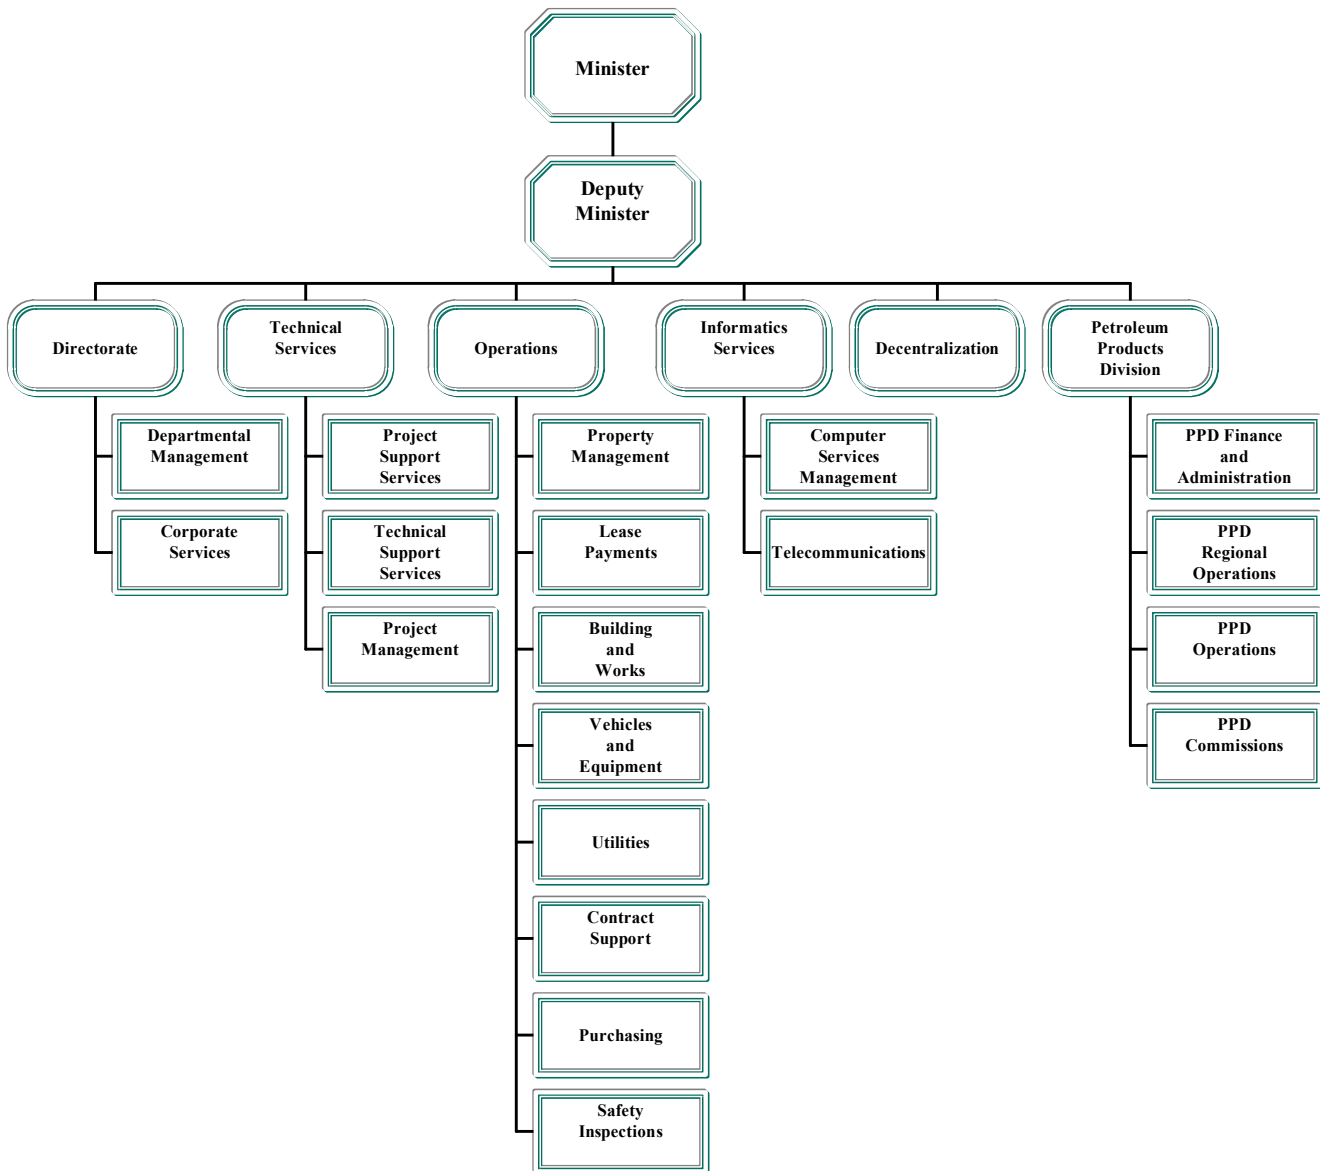 Minister
Deputy
Minister
Directorate
Technical
Services
Operations
Informatics
Services
Decentralization
Petroleum
Products
Division
Departmental
Management
Corporate
Services
Project
Support
Services
Technical
Support
Services
Project
Management
Property
Management
Lease
Payments
Building
and
Works
Vehicles
and
Equipment
Utilities
Contract
Support
Purchasing
Safety
Inspections
Computer
Services
Management
Telecommunications
PPD Finance
and
Administration
PPD
Regional
Operations
PPD
Operations
PPD
Commissions